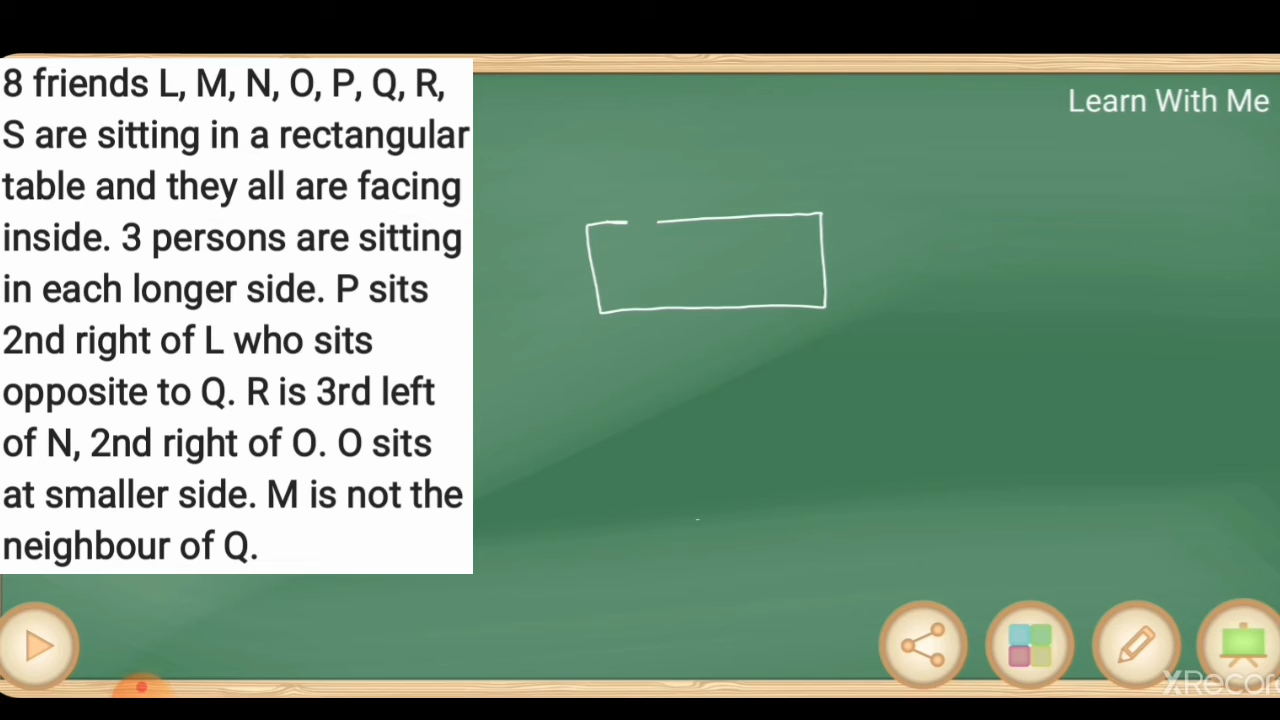 8 friends L, M, N, O, P, Q, R,
S are sitting in a rectangular
table and they all are facing
inside. 3 persons are sitting
in each longer side. P sits
2nd right of L who sits
opposite to Q. R is 3rd left
of N, 2nd right of O. O sits
at smaller side. M is not the
neighbour of Q.
Learn With Me
XRecor